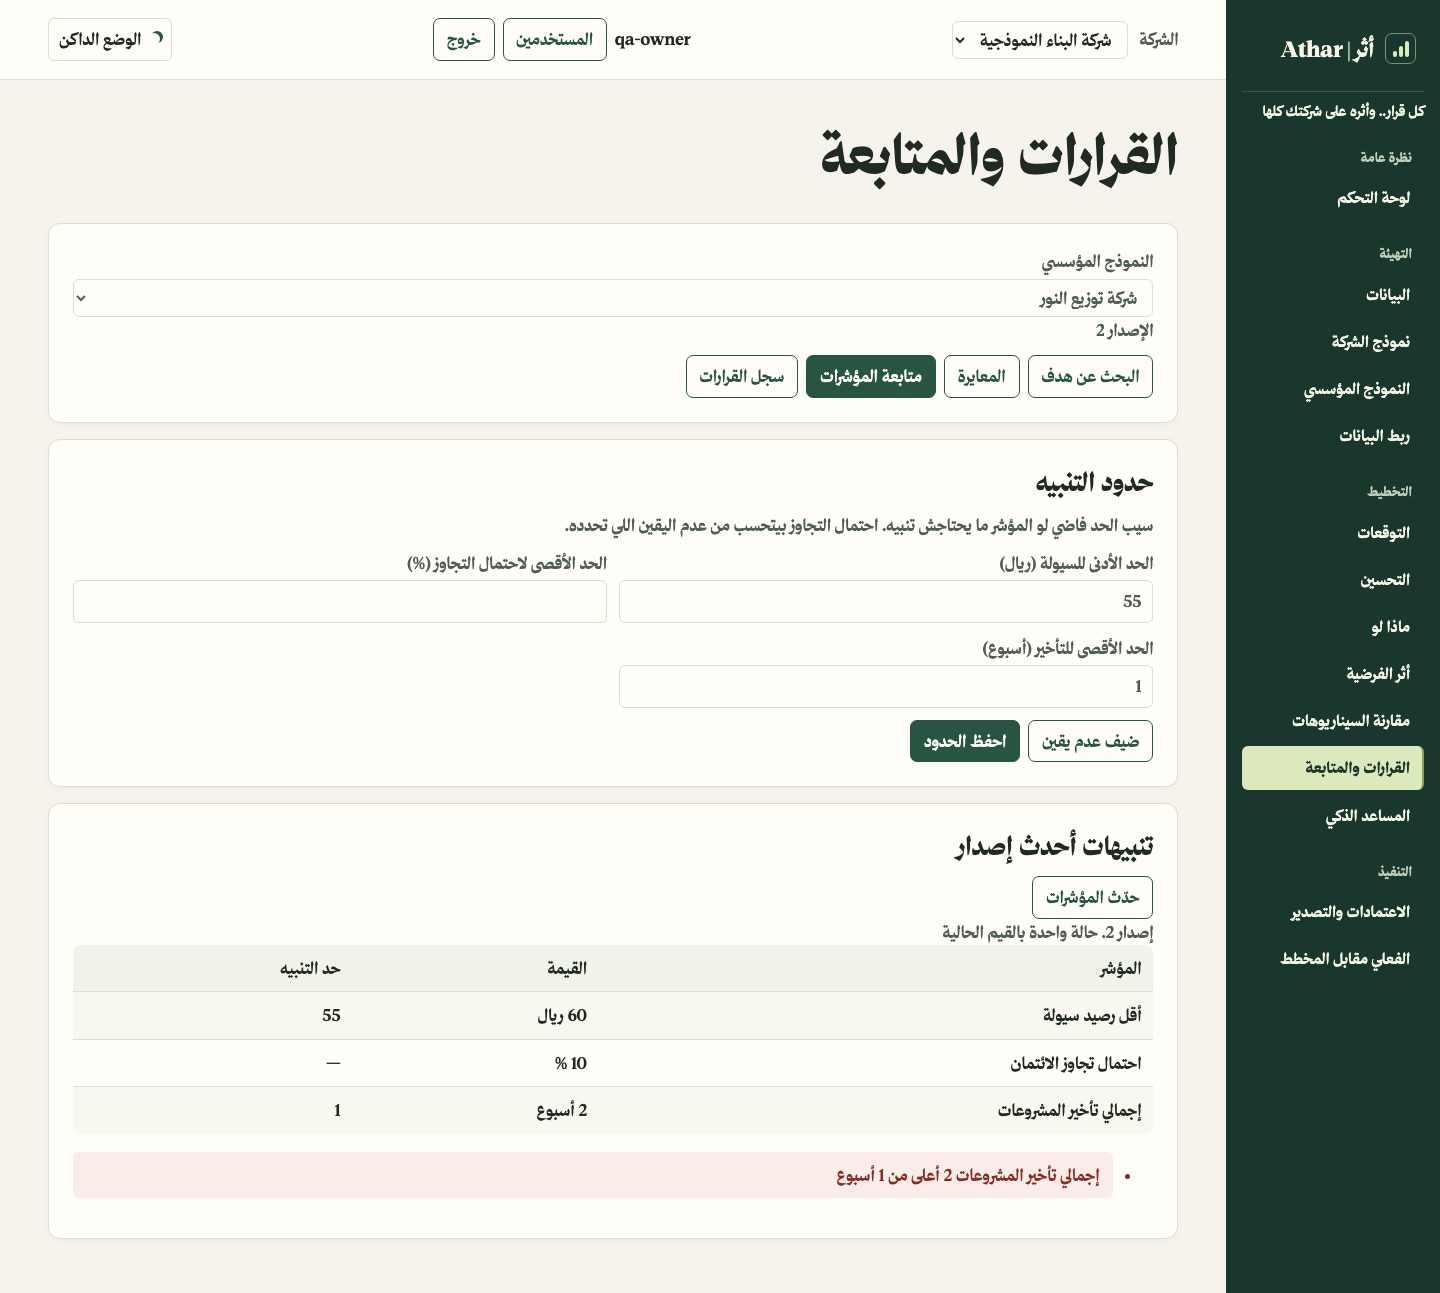 أثر | Athar
كل قرار.. وأثره على شركتك كلها
نظرة عامة
لوحة التحكم
التهيئة
البيانات
نموذج الشركة
النموذج المؤسسي
ربط البيانات
التخطيط
التوقعات
التحسين
ماذا لو
أثر الفرضية
مقارنة السيناريوهات
القرارات والمتابعة
المساعد الذكي
التنفيذ
الاعتمادات والتصدير
الفعلي مقابل المخطط
الشركة شركة البناء النموذجية qa-owner المستخدمين خروج الوضع الداكن
القرارات والمتابعة
النموذج المؤسسي
شركة توزيع النور
الإصدار 2
البحث عن هدف المعايرة متابعة المؤشرات سجل القرارات
حدود التنبيه
سيب الحد فاضي لو المؤشر ما يحتاجش تنبيه. احتمال التجاوز بيتحسب من عدم اليقين اللي تحدده.
الحد الأدنى للسيولة (ريال) الحد الأقصى لاحتمال التجاوز (%)
55
الحد الأقصى للتأخير (أسبوع)
1
ضيف عدم يقين احفظ الحدود
تنبيهات أحدث إصدار
حدّث المؤشرات
إصدار 2. حالة واحدة بالقيم الحالية
المؤشر القيمة حد التنبيه
أقل رصيد سيولة 60 ريال 55
احتمال تجاوز الائتمان 10 % —
إجمالي تأخير المشروعات 2 أسبوع 1
• إجمالي تأخير المشروعات 2 أعلى من 1 أسبوع